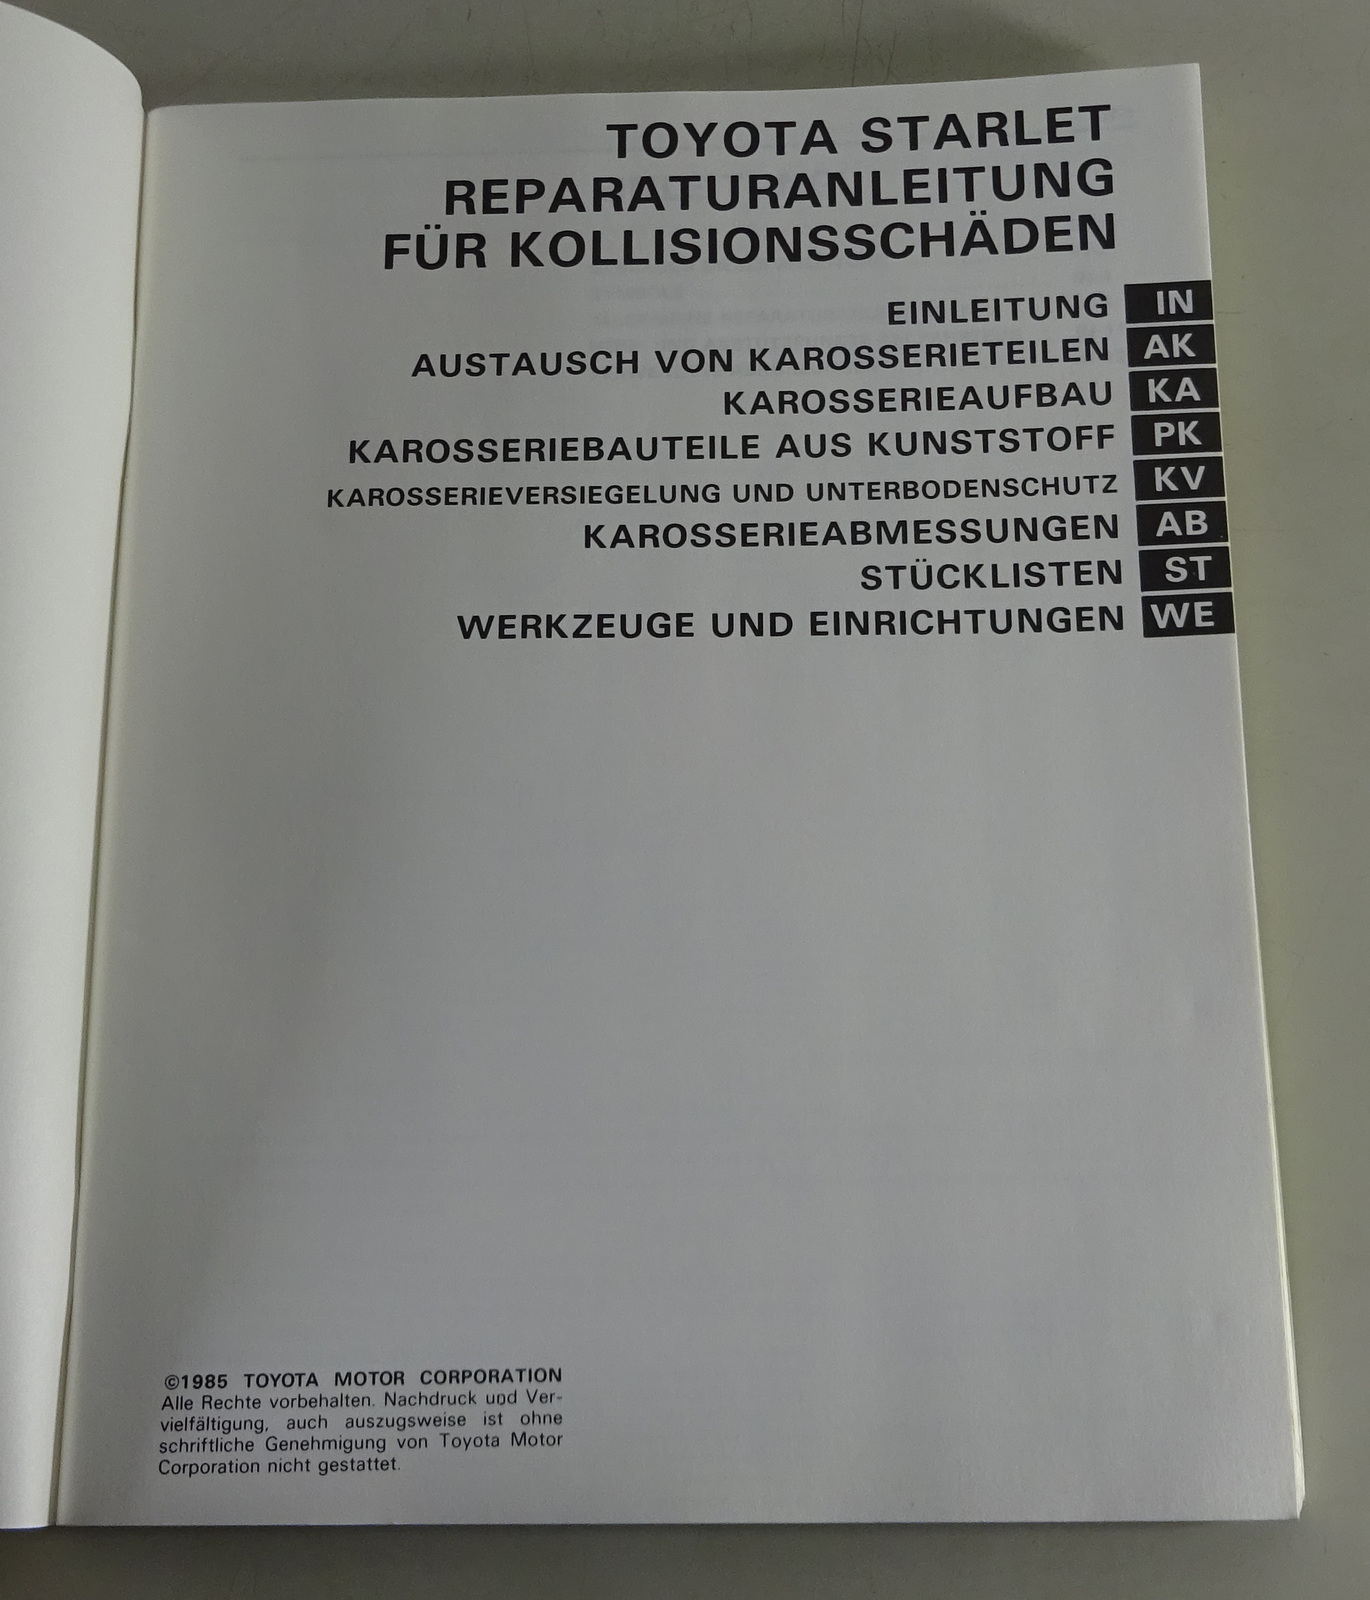 TOYOTA STARLET
REPARATURANLEITUNG
FÜR KOLLISIONSSCHÄDEN
EINLEITUNG IN
AUSTAUSCH VON KAROSSERIETEILEN AK
KAROSSERIEAUFBAU KA
KAROSSERIEBAUTEILE AUS KUNSTSTOFF PK
KAROSSERIEVERSIEGELUNG UND UNTERBODENSCHUTZ KV
KAROSSERIEABMESSUNGEN AB
STÜCKLISTEN ST
WERKZEUGE UND EINRICHTUNGEN WE
©1985 TOYOTA MOTOR CORPORATION
Alle Rechte vorbehalten. Nachdruck und Ver-
vielfältigung, auch auszugsweise ist ohne
schriftliche Genehmigung von Toyota Motor
Corporation nicht gestattet.